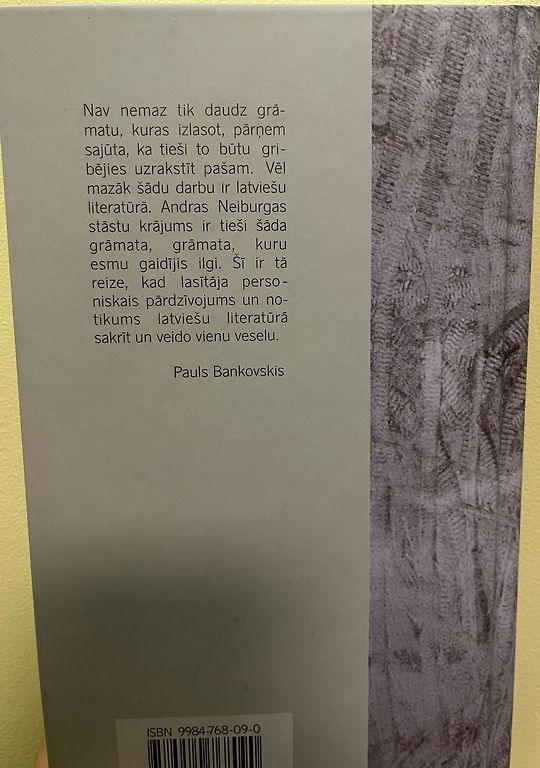 Nav nemaz tik daudz grā-
matu, kuras izlasot, pārņem
sajūta, ka tieši to būtu gri-
bējies uzrakstīt pašam. Vēl
mazāk šādu darbu ir latviešu
literatūrā. Andras Neiburgas
stāstu krājums ir tieši šāda
grāmata, grāmata, kuru
esmu gaidījis ilgi. Šī ir tā
reize, kad lasītāja perso-
niskais pārdzīvojums un no-
tikums latviešu literatūrā
sakrīt un veido vienu veselu.
Pauls Bankovskis
ISBN 9984-768-09-0